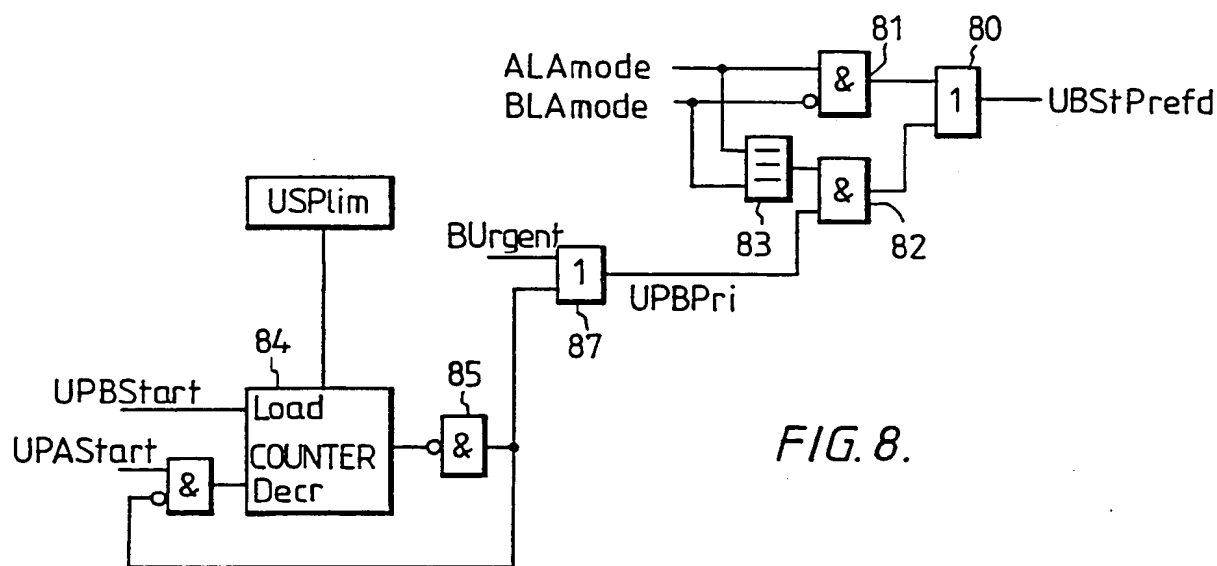 81
80
ALAmode
BLAmode
&
1
UBStPrefd
&
83
82
USPlim
BUrgent
1
UPBPri
87
84
85
UPBStart
Load
UPAStart
COUNTER
&
&
Decr
FIG. 8.